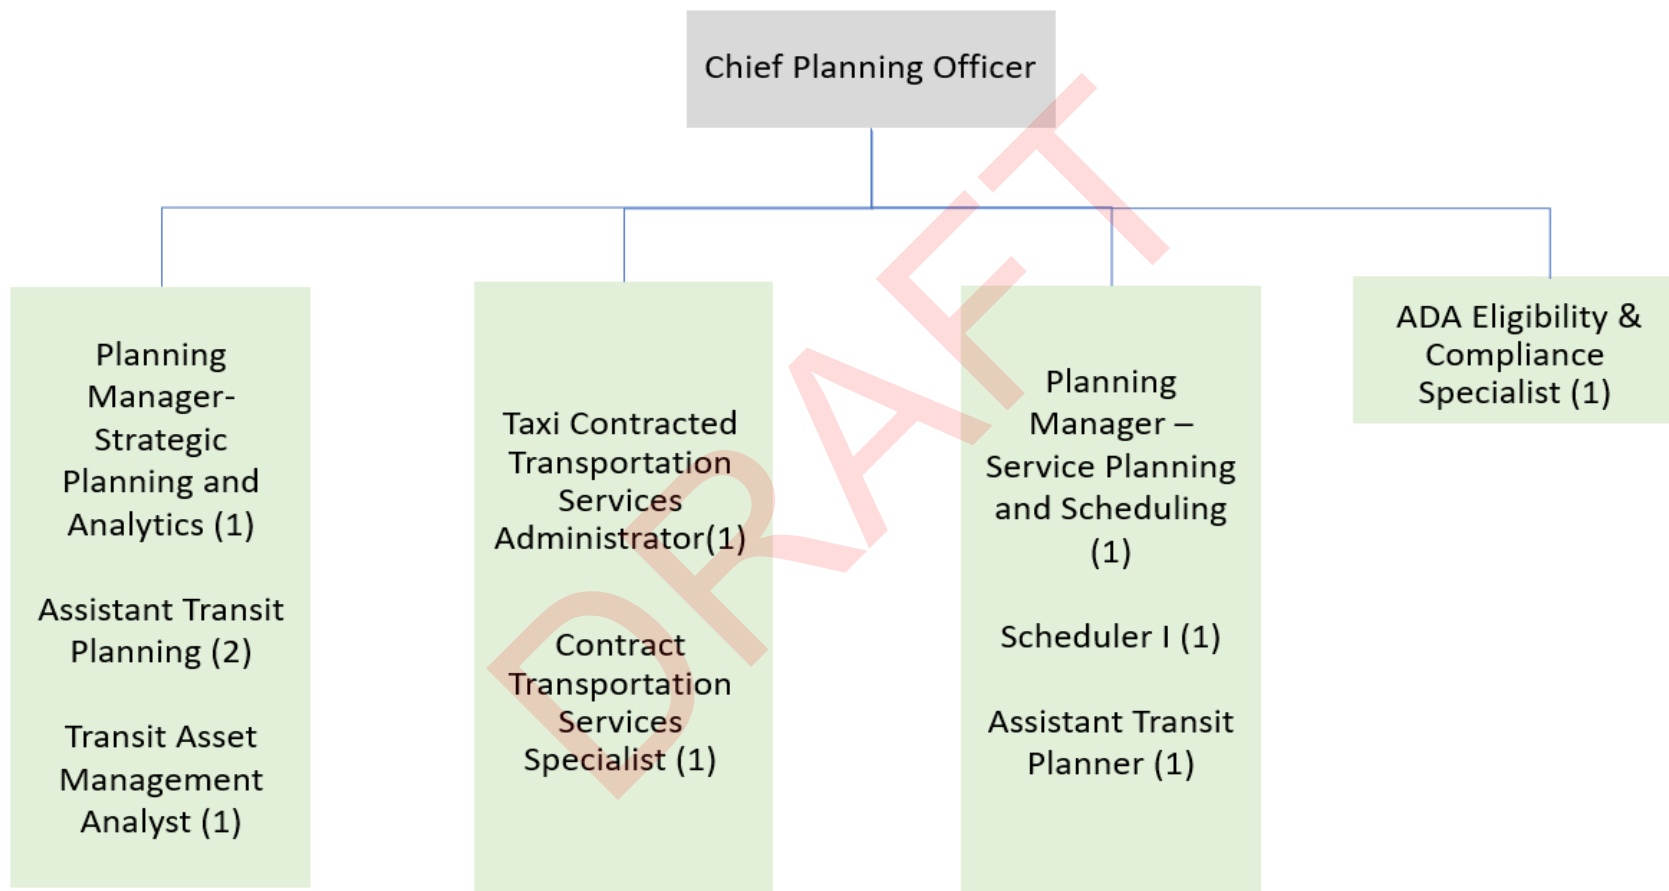 Chief Planning Officer
Planning
Manager-
Strategic
Planning and
Analytics (1)
Assistant Transit
Planning (2)
Transit Asset
Management
Analyst (1)
Taxi Contracted
Transportation
Services
Administrator(1)
Contract
Transportation
Services
Specialist (1)
Planning
Manager –
Service Planning
and Scheduling
(1)
Scheduler I (1)
Assistant Transit
Planner (1)
ADA Eligibility &
Compliance
Specialist (1)
DRAFT